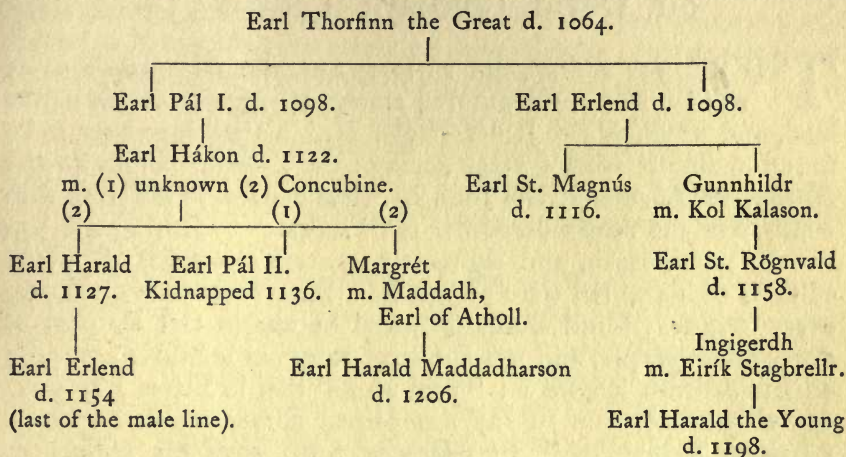 Earl Thorfinn the Great d. 1064.
Earl Pál I. d. 1098. Earl Erlend d. 1098.
Earl Hákon d. 1122.
m. (1) unknown (2) Concubine. Earl St. Magnús Gunnhildr
(2) (1) (2) d. 1116. m. Kol Kalason.
Earl Harald Earl Pál II. Margrét Earl St. Rögnvald
d. 1127. Kidnapped 1136. m. Maddadh, d. 1158.
Earl of Atholl.
Ingigerdh
Earl Erlend Earl Harald Maddadharson m. Eirík Stagbrellr.
d. 1154 d. 1206.
(last of the male line). Earl Harald the Young
d. 1198.